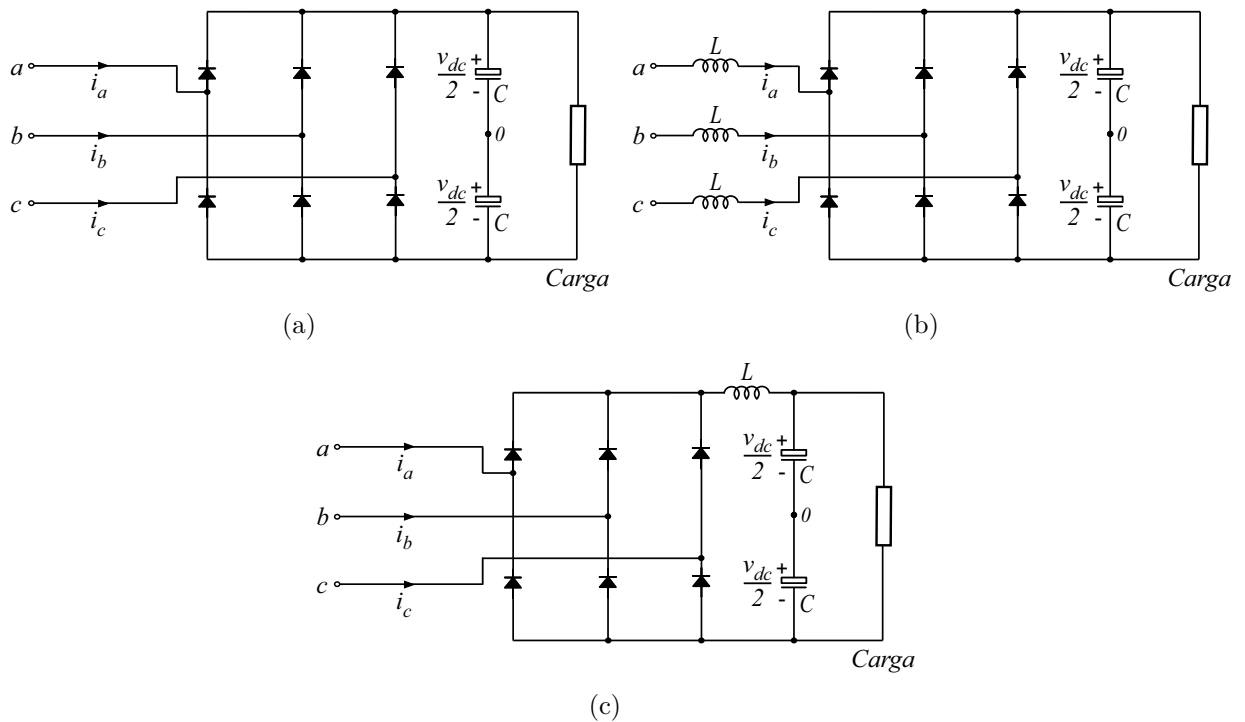 a
i_a
b
i_b
c
i_c
v_dc/2
+
-
C
0
v_dc/2
+
-
C
Carga
(a)
L
a
i_a
L
b
i_b
L
c
i_c
v_dc/2
+
-
C
0
v_dc/2
+
-
C
Carga
(b)
L
a
i_a
b
i_b
c
i_c
v_dc/2
+
-
C
0
v_dc/2
+
-
C
Carga
(c)